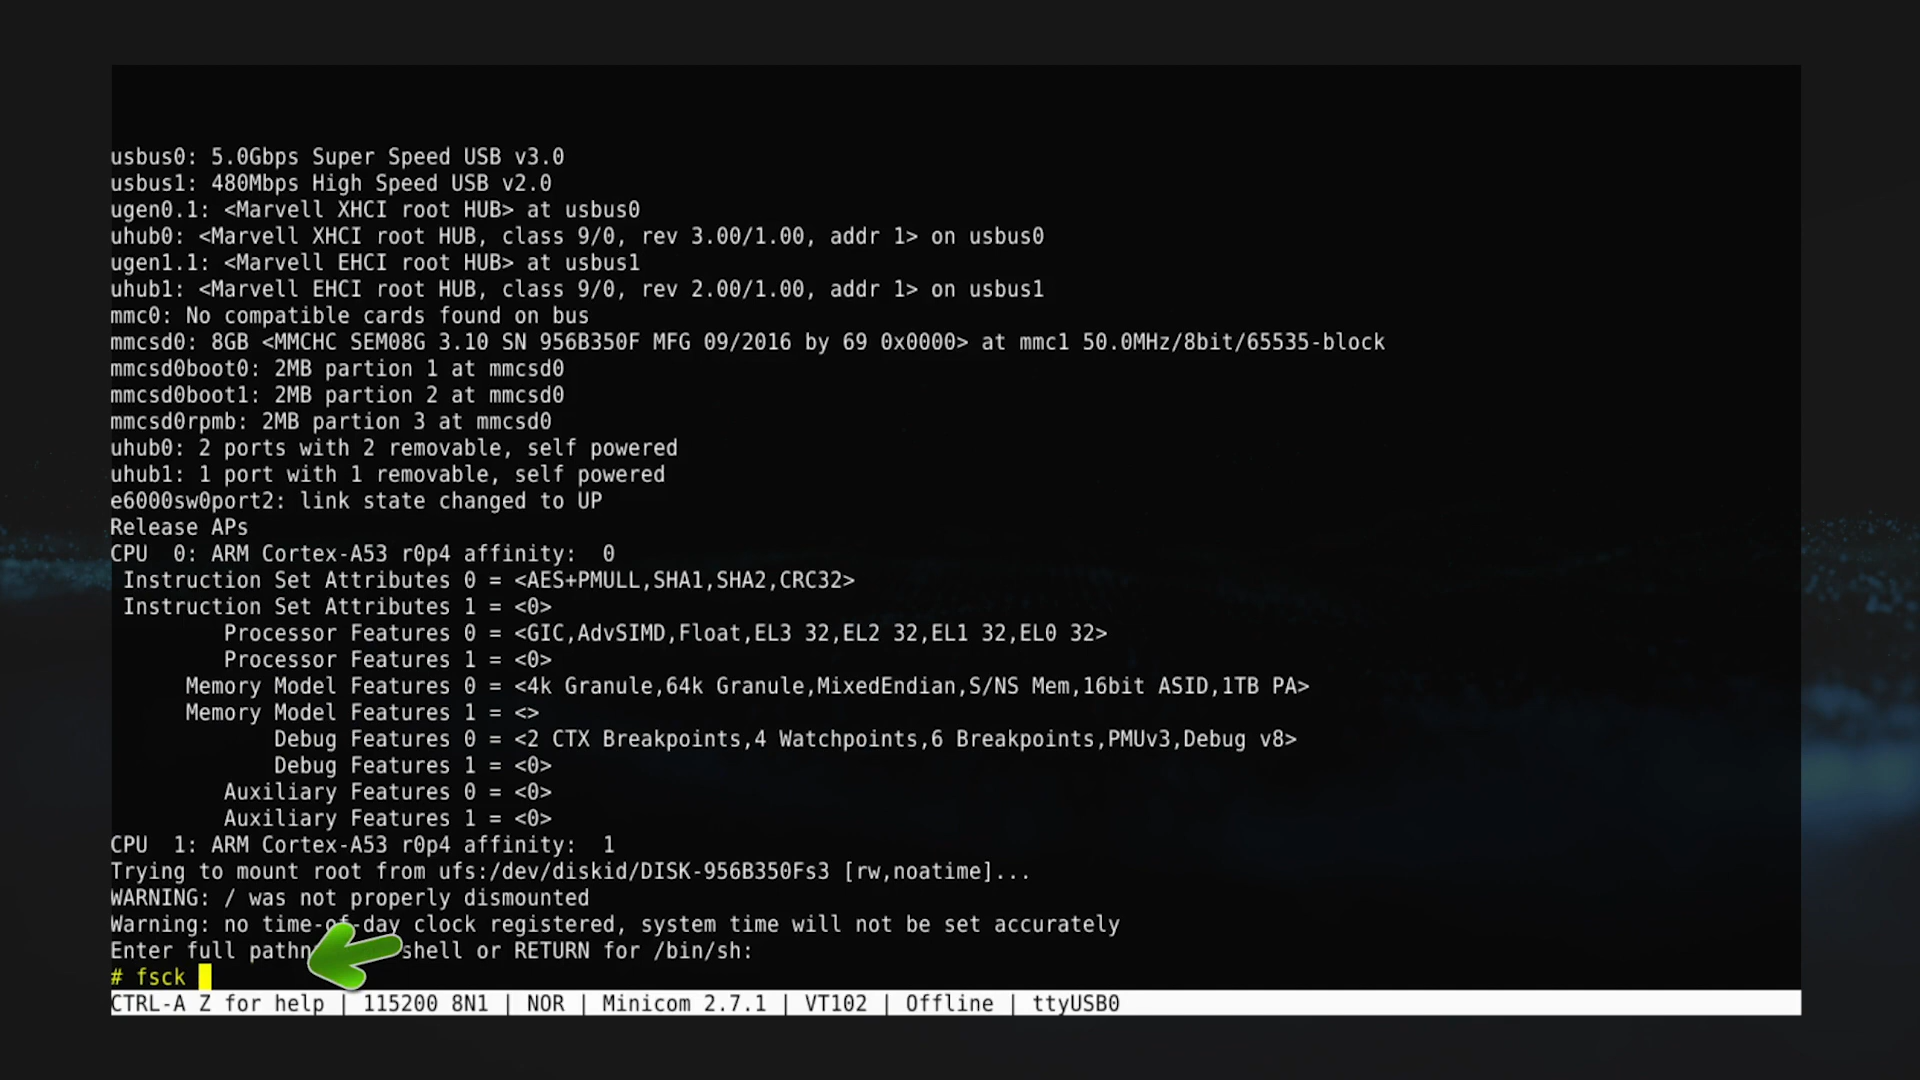 usbus0: 5.0Gbps Super Speed USB v3.0
usbus1: 480Mbps High Speed USB v2.0
ugen0.1: <Marvell XHCI root HUB> at usbus0
uhub0: <Marvell XHCI root HUB, class 9/0, rev 3.00/1.00, addr 1> on usbus0
ugen1.1: <Marvell EHCI root HUB> at usbus1
uhub1: <Marvell EHCI root HUB, class 9/0, rev 2.00/1.00, addr 1> on usbus1
mmc0: No compatible cards found on bus
mmcsd0: 8GB <MMCHC SEM08G 3.10 SN 956B350F MFG 09/2016 by 69 0x0000> at mmc1 50.0MHz/8bit/65535-block
mmcsd0boot0: 2MB partion 1 at mmcsd0
mmcsd0boot1: 2MB partion 2 at mmcsd0
mmcsd0rpmb: 2MB partion 3 at mmcsd0
uhub0: 2 ports with 2 removable, self powered
uhub1: 1 port with 1 removable, self powered
e6000sw0port2: link state changed to UP
Release APs
CPU  0: ARM Cortex-A53 r0p4 affinity:  0
 Instruction Set Attributes 0 = <AES+PMULL,SHA1,SHA2,CRC32>
 Instruction Set Attributes 1 = <0>
         Processor Features 0 = <GIC,AdvSIMD,Float,EL3 32,EL2 32,EL1 32,EL0 32>
         Processor Features 1 = <0>
      Memory Model Features 0 = <4k Granule,64k Granule,MixedEndian,S/NS Mem,16bit ASID,1TB PA>
      Memory Model Features 1 = <>
             Debug Features 0 = <2 CTX Breakpoints,4 Watchpoints,6 Breakpoints,PMUv3,Debug v8>
             Debug Features 1 = <0>
         Auxiliary Features 0 = <0>
         Auxiliary Features 1 = <0>
CPU  1: ARM Cortex-A53 r0p4 affinity:  1
Trying to mount root from ufs:/dev/diskid/DISK-956B350Fs3 [rw,noatime]...
WARNING: / was not properly dismounted
Warning: no time-of-day clock registered, system time will not be set accurately
Enter full shell or RETURN for /bin/sh:
# fsck
CTRL-A Z for help | 115200 8N1 | NOR | Minicom 2.7.1 | VT102 | Offline | ttyUSB0